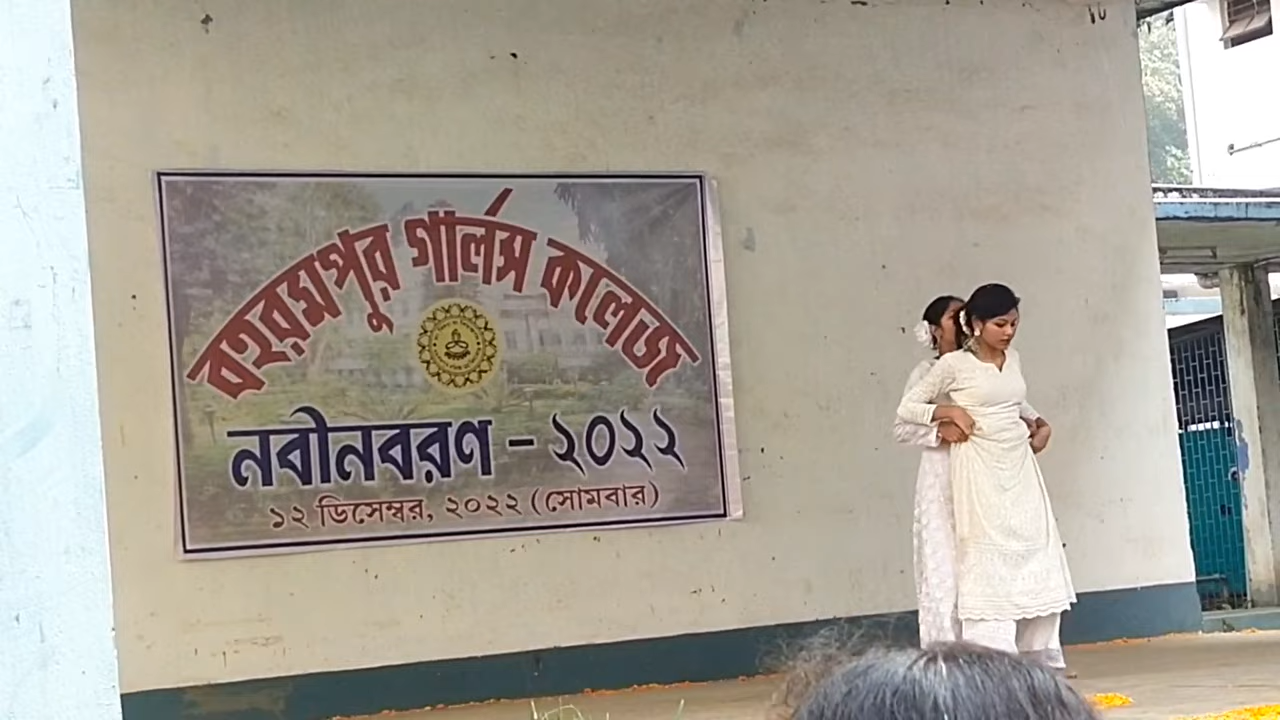 বহরমপুর গার্লস কলেজ
নবীনবরণ - ২০২২
১২ ডিসেম্বর, ২০২২ (সোমবার)